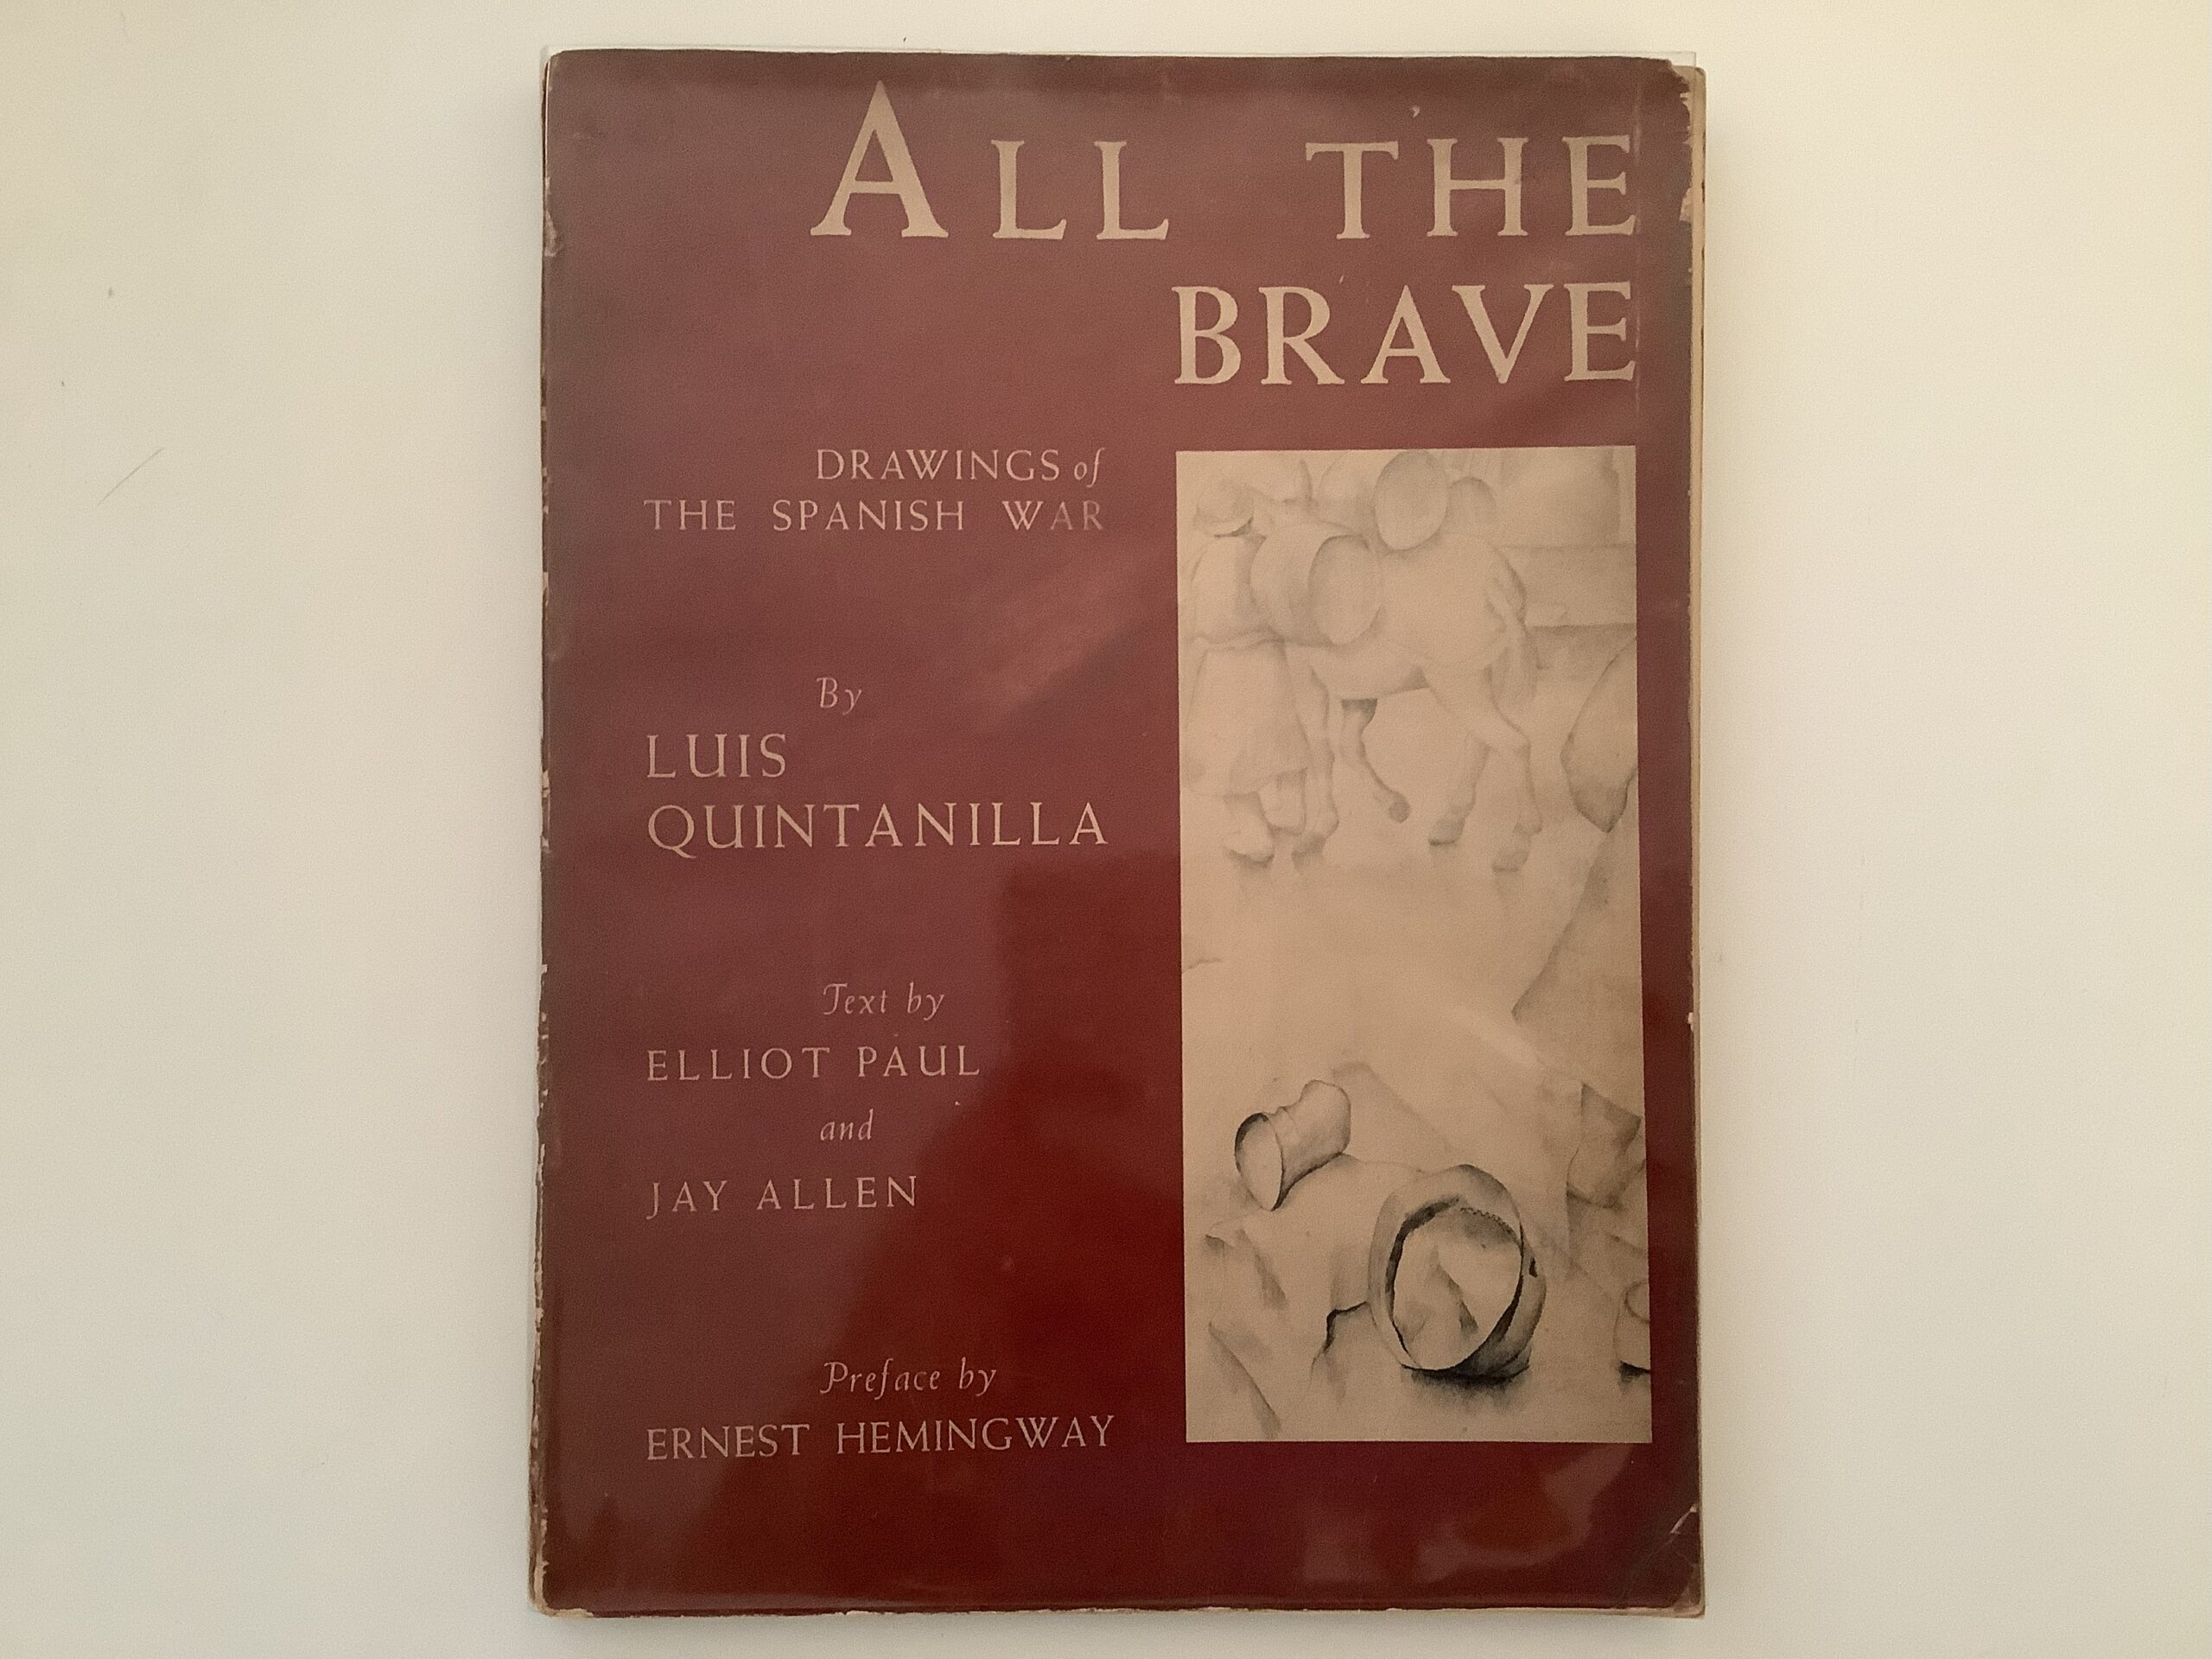 ALL THE
BRAVE
DRAWINGS of
THE SPANISH WAR
By
LUIS
QUINTANILLA
Text by
ELLIOT PAUL
and
JAY ALLEN
Preface by
ERNEST HEMINGWAY